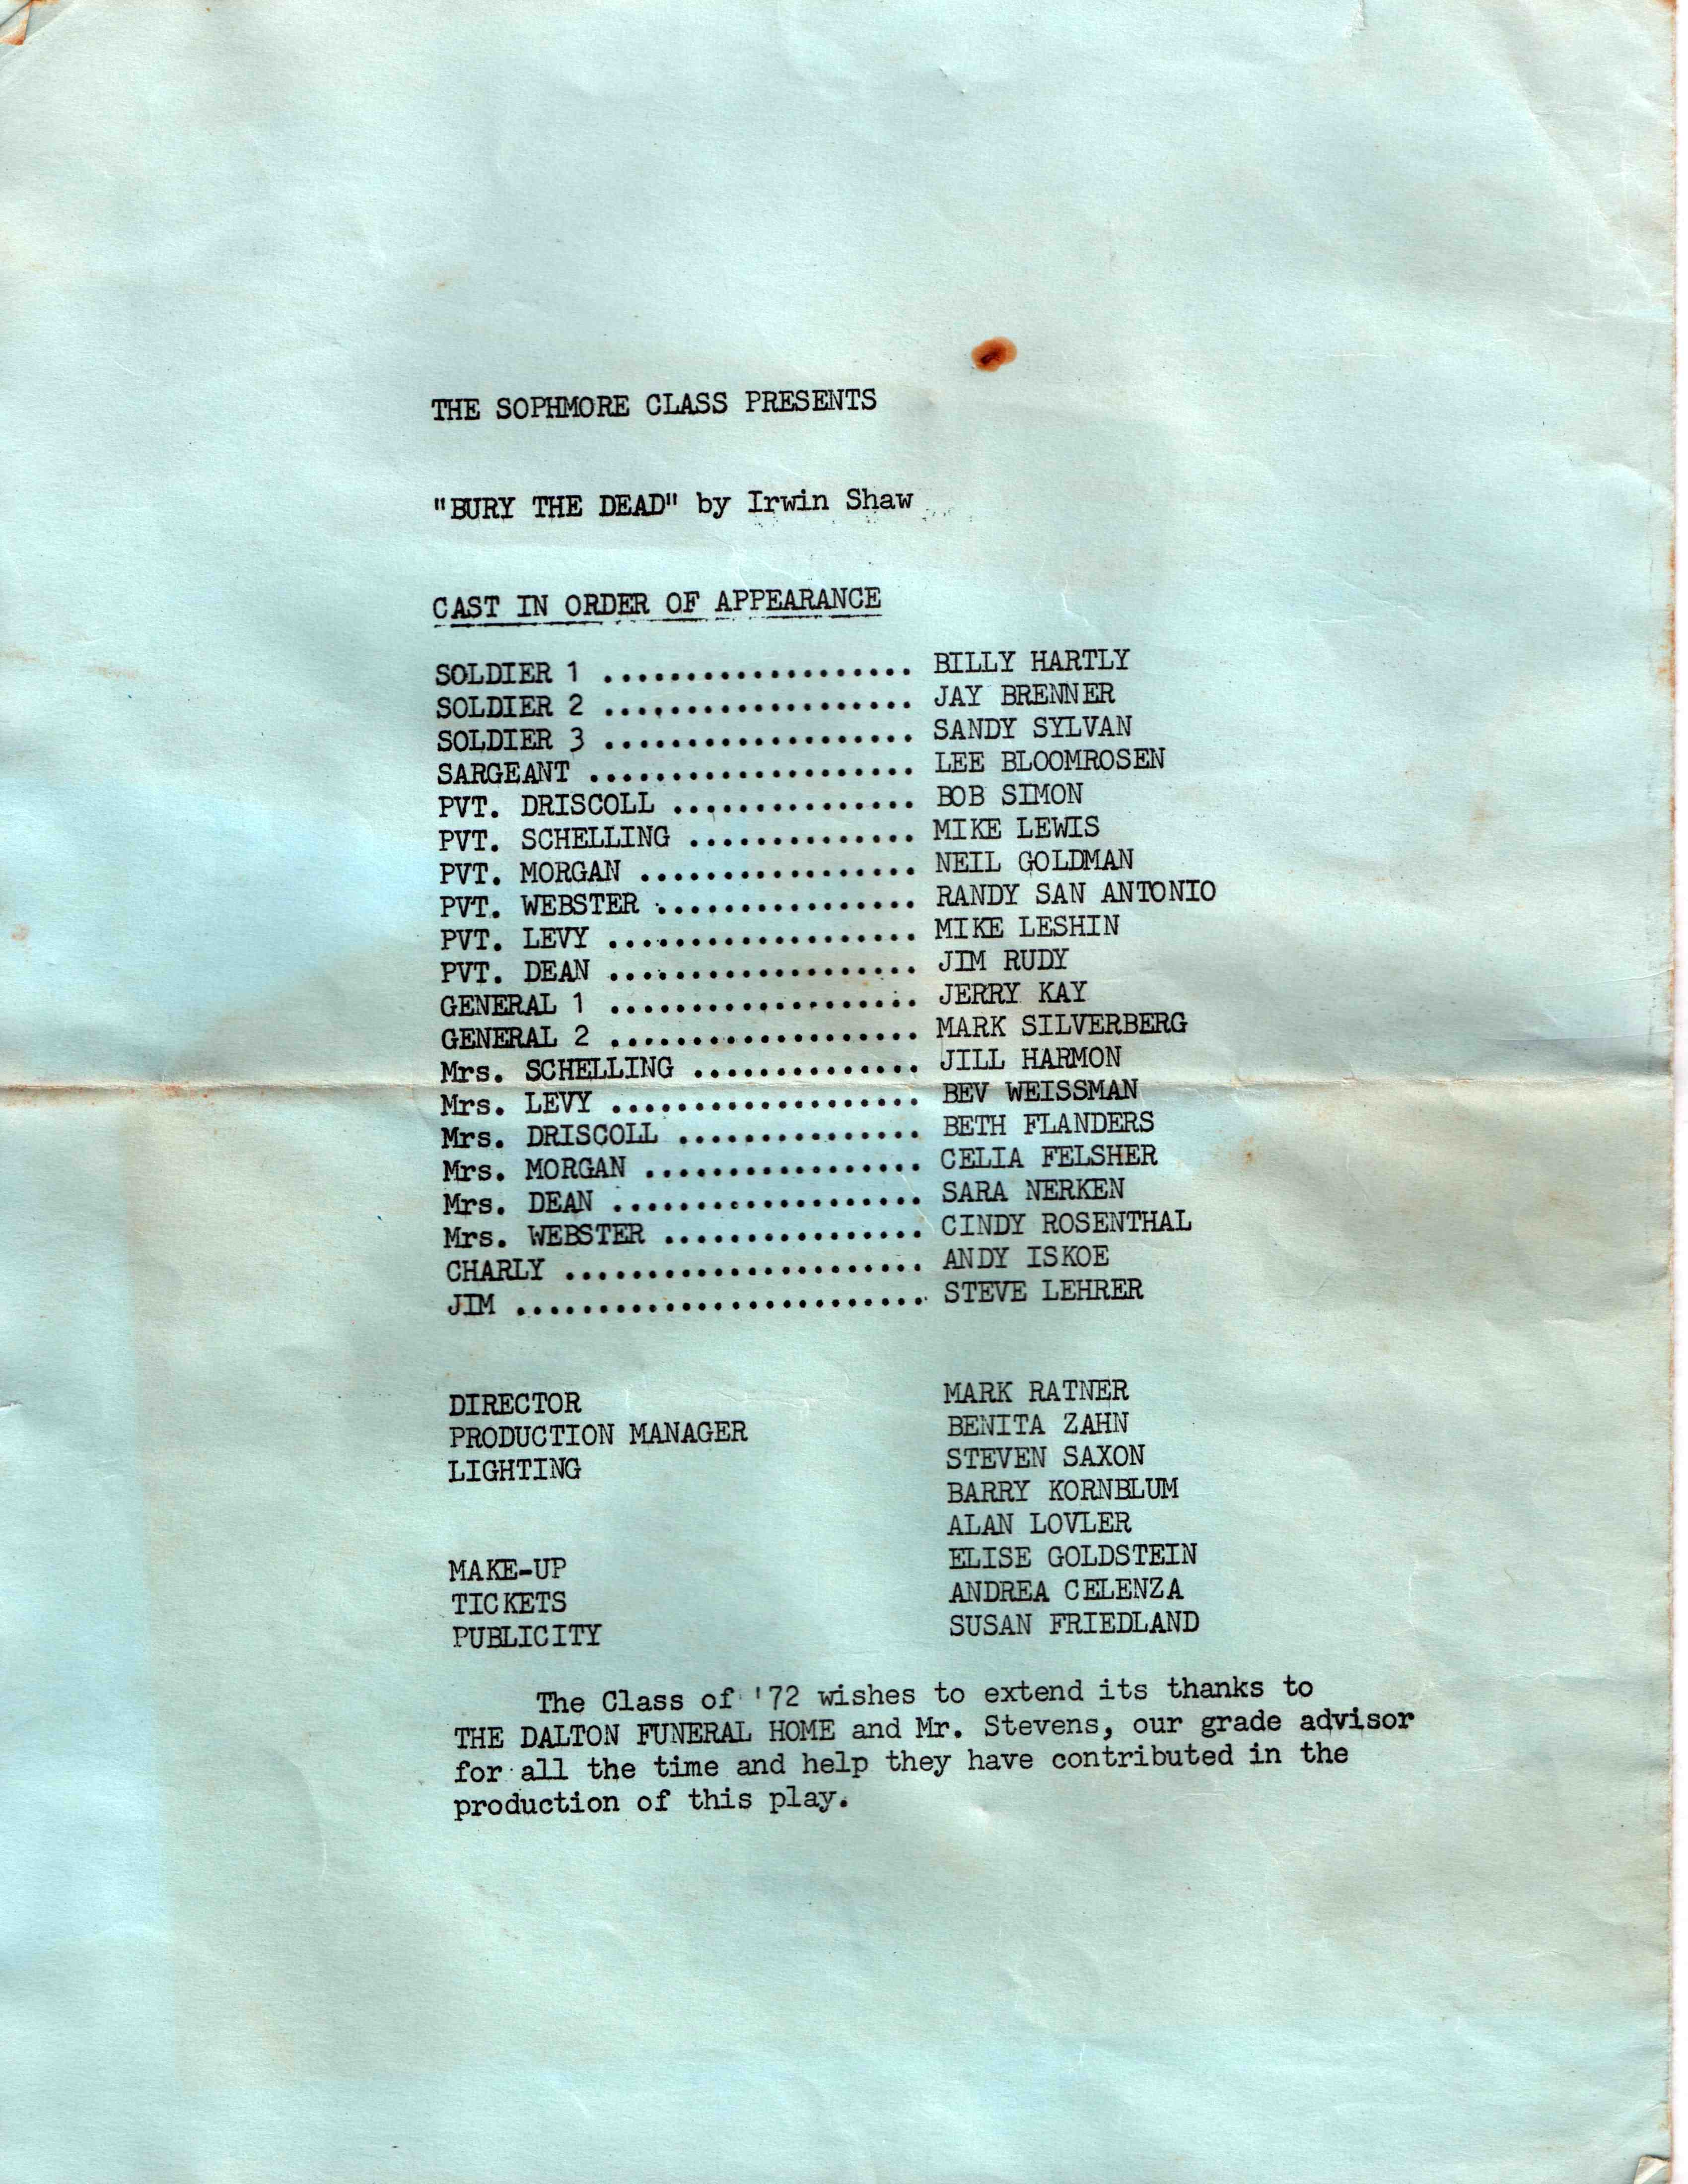 THE SOPHMORE CLASS PRESENTS
"BURY THE DEAD" by Irwin Shaw
CAST IN ORDER OF APPEARANCE
SOLDIER 1 ................... BILLY HARTLY
SOLDIER 2 ................... JAY BRENNER
SOLDIER 3 ................... SANDY SYLVAN
SARGEANT .................... LEE BLOOMROSEN
PVT. DRISCOLL ............... BOB SIMON
PVT. SCHELLING .............. MIKE LEWIS
PVT. MORGAN ................. NEIL GOLDMAN
PVT. WEBSTER ................ RANDY SAN ANTONIO
PVT. LEVY ................... MIKE LESHIN
PVT. DEAN ................... JIM RUDY
GENERAL 1 ................... JERRY KAY
GENERAL 2 ................... MARK SILVERBERG
Mrs. SCHELLING .............. JILL HARMON
Mrs. LEVY ................... BEV WEISSMAN
Mrs. DRISCOLL ............... BETH FLANDERS
Mrs. MORGAN ................. CELIA FELSHER
Mrs. DEAN ................... SARA NERKEN
Mrs. WEBSTER ................ CINDY ROSENTHAL
CHARLY ...................... ANDY ISKOE
JIM ......................... STEVE LEHRER
DIRECTOR MARK RATNER
PRODUCTION MANAGER BENITA ZAHN
LIGHTING STEVEN SAXON
BARRY KORNBLUM
ALAN LOVLER
MAKE-UP ELISE GOLDSTEIN
TICKETS ANDREA CELENZA
PUBLICITY SUSAN FRIEDLAND
The Class of '72 wishes to extend its thanks to
THE DALTON FUNERAL HOME and Mr. Stevens, our grade advisor
for all the time and help they have contributed in the
production of this play.